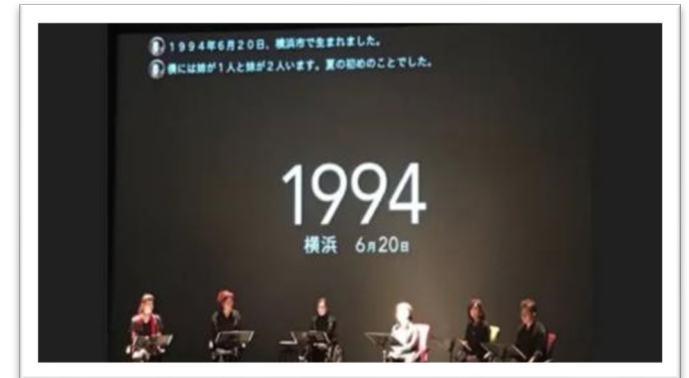 1994年6月20日、横浜市で生まれました。
僕には姉が1人と妹が2人います。夏の初めのことでした。
1994
横浜 6月20日